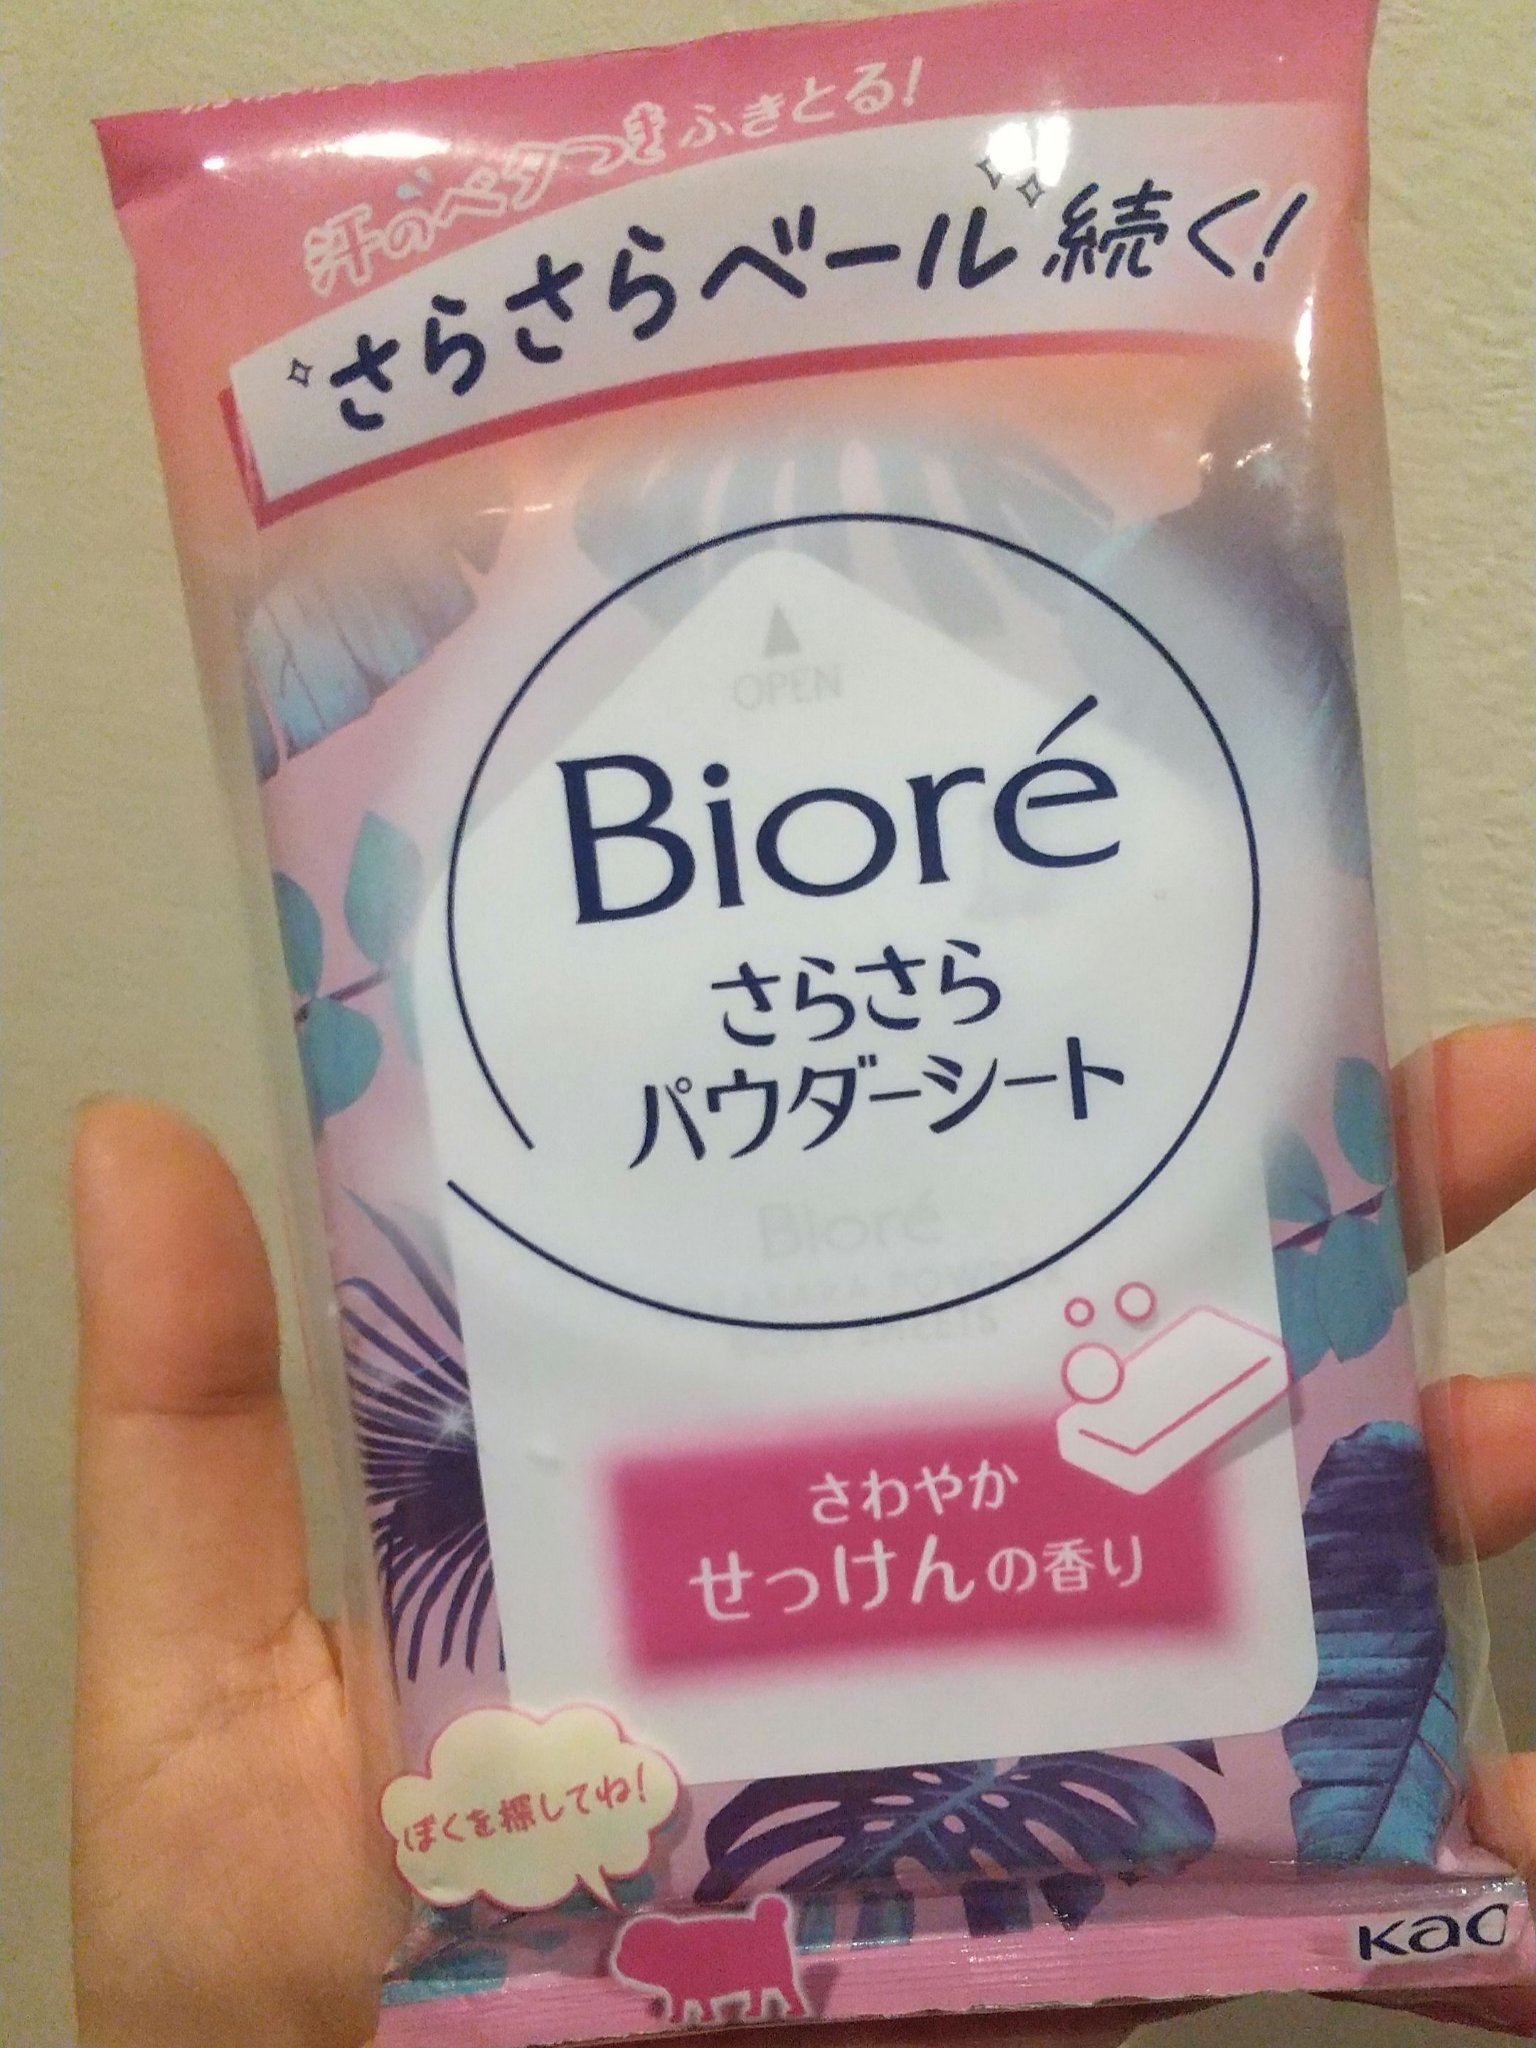 汗のベタつきふきとる!
さらさらベール続く!
OPEN
Bioré
さらさら
パウダーシート
Bioré
さわやか
せっけんの香り
ぼくを探してね!
Kao